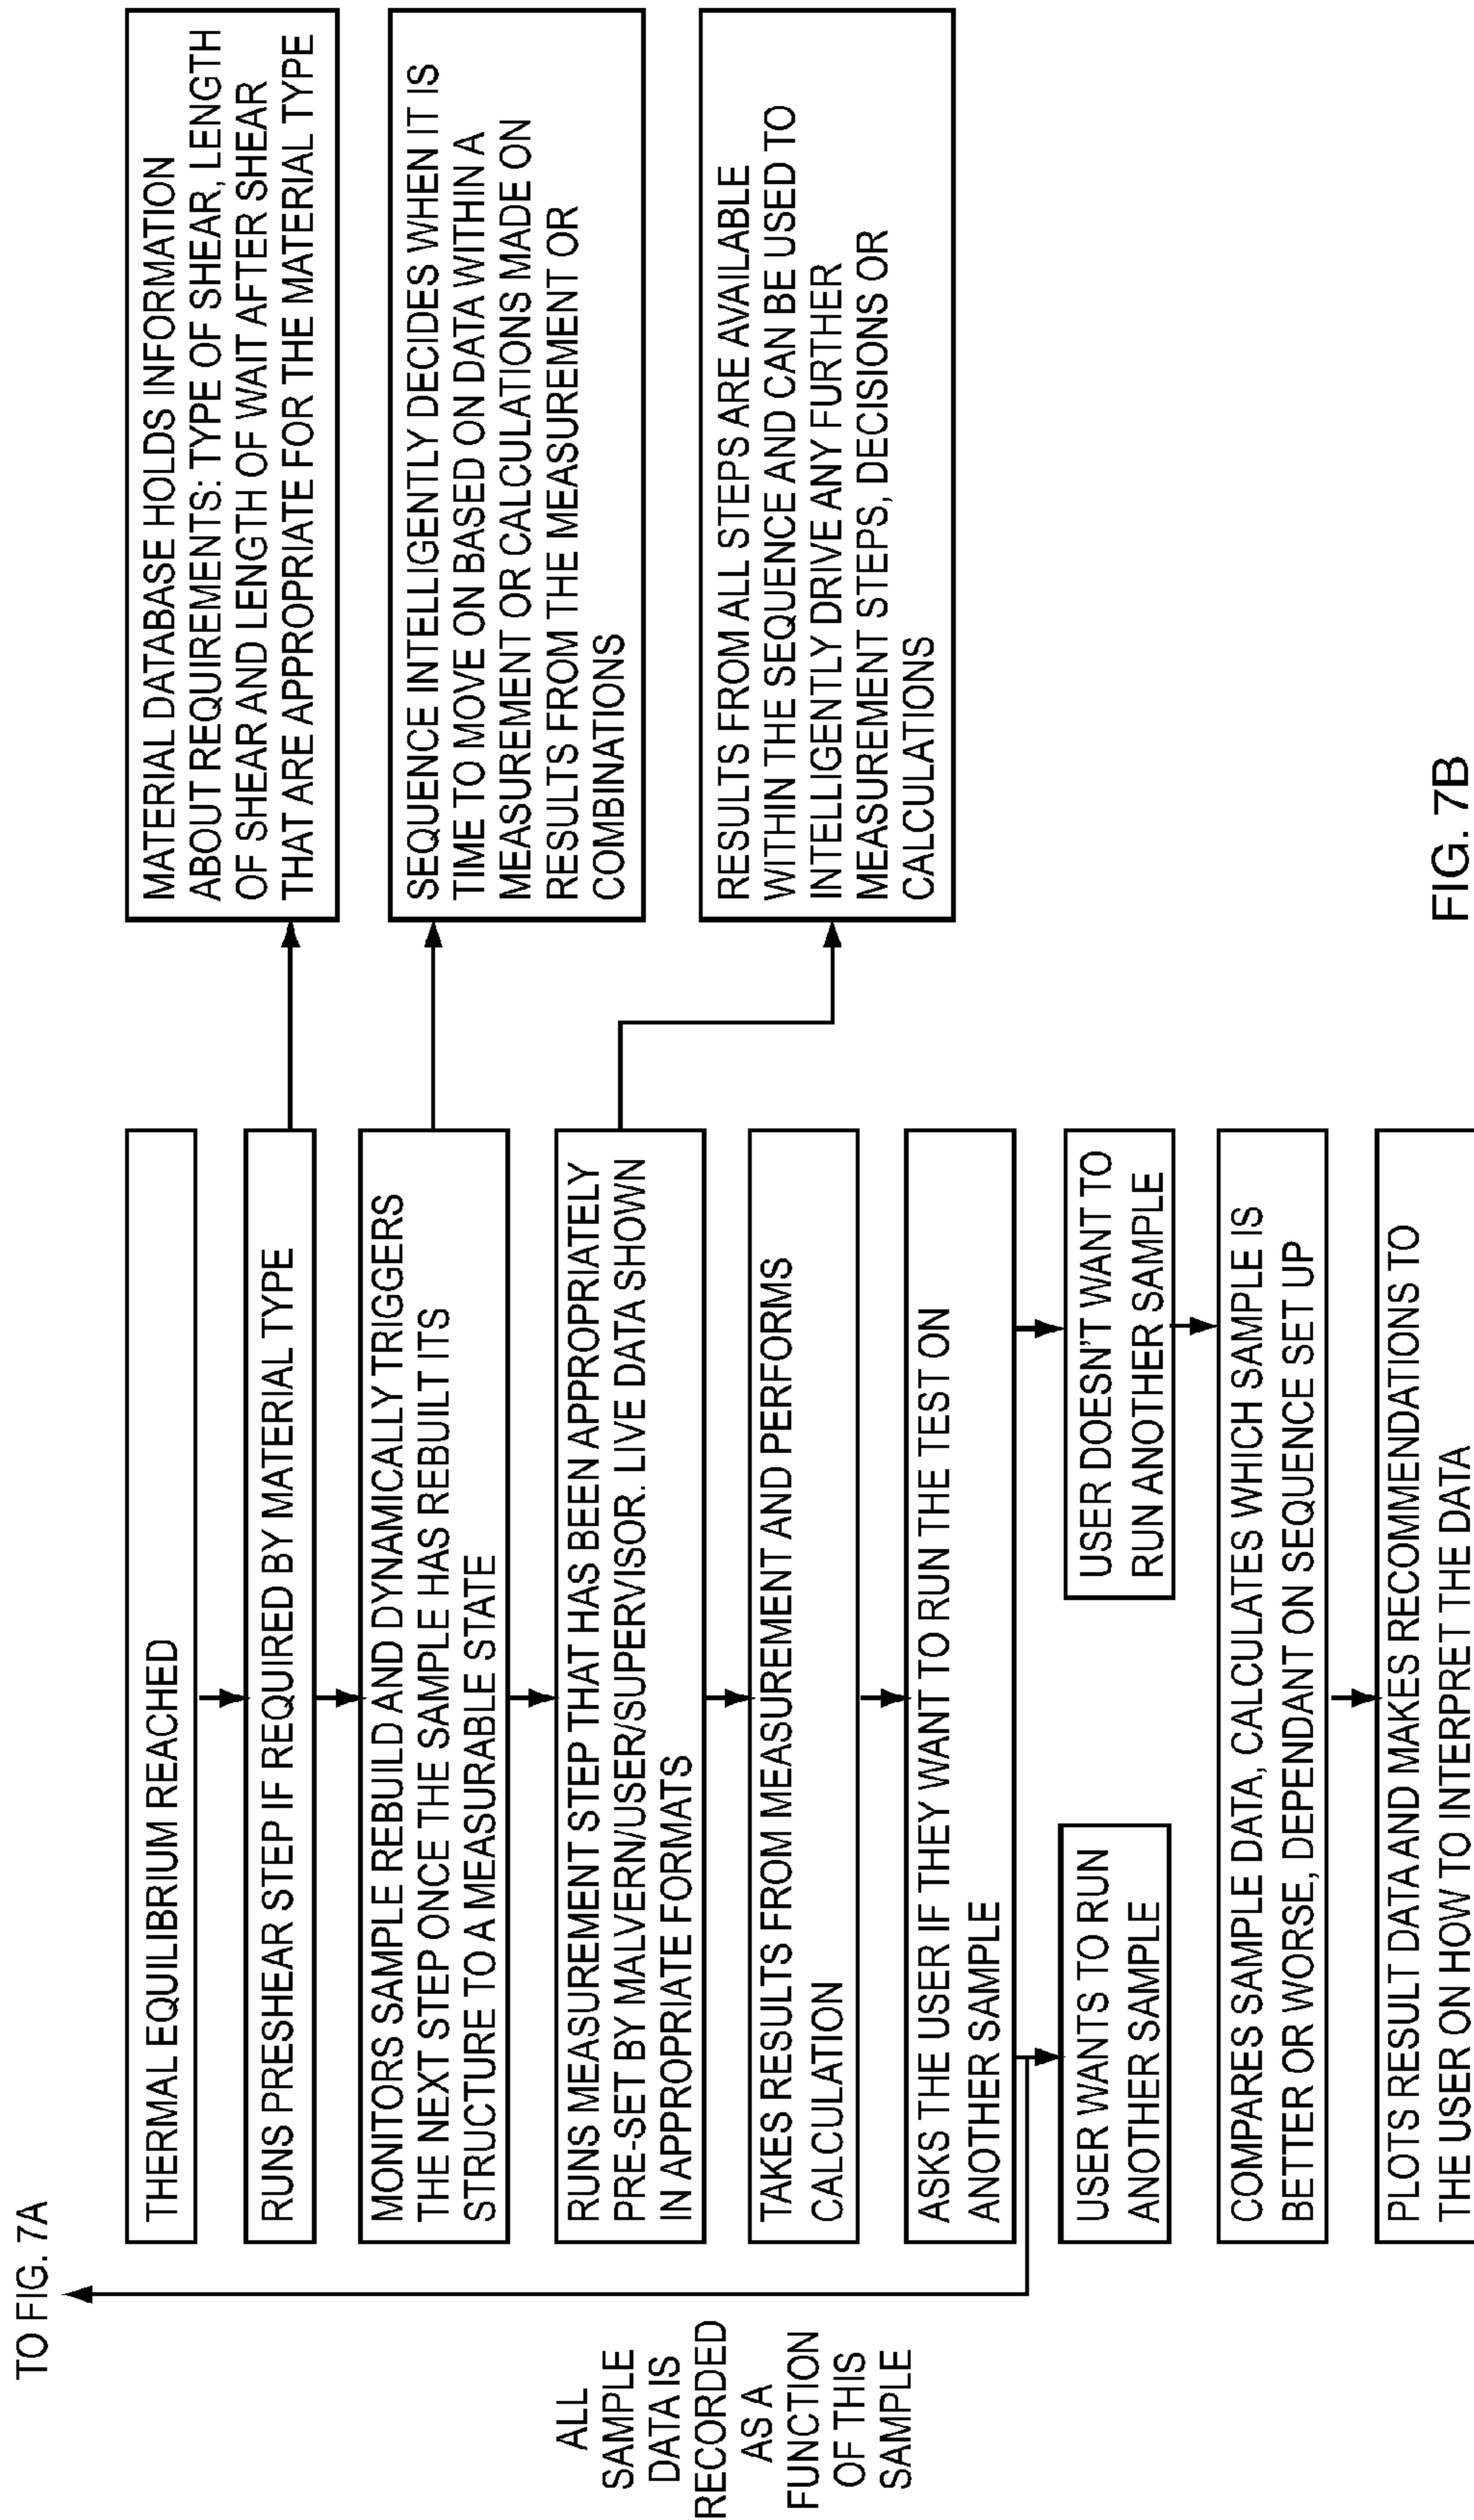 TO FIG. 7A
THERMAL EQUILIBRIUM REACHED
RUNS PRESHEAR STEP IF REQUIRED BY MATERIAL TYPE
MATERIAL DATABASE HOLDS INFORMATION
ABOUT REQUIREMENTS: TYPE OF SHEAR, LENGTH
OF SHEAR AND LENGTH OF WAIT AFTER SHEAR
THAT ARE APPROPRIATE FOR THE MATERIAL TYPE
MONITORS SAMPLE REBUILD AND DYNAMICALLY TRIGGERS
THE NEXT STEP ONCE THE SAMPLE HAS REBUILT ITS
STRUCTURE TO A MEASURABLE STATE
SEQUENCE INTELLIGENTLY DECIDES WHEN IT IS
TIME TO MOVE ON BASED ON DATA WITHIN A
MEASUREMENT OR CALCULATIONS MADE ON
RESULTS FROM THE MEASUREMENT OR
COMBINATIONS
RUNS MEASUREMENT STEP THAT HAS BEEN APPROPRIATELY
PRE-SET BY MALVERN/USER/SUPERVISOR. LIVE DATA SHOWN
IN APPROPRIATE FORMATS
RESULTS FROM ALL STEPS ARE AVAILABLE
WITHIN THE SEQUENCE AND CAN BE USED TO
INTELLIGENTLY DRIVE ANY FURTHER
MEASUREMENT STEPS, DECISIONS OR
CALCULATIONS
ALL
SAMPLE
DATA IS
RECORDED
AS A
FUNCTION
OF THIS
SAMPLE
TAKES RESULTS FROM MEASUREMENT AND PERFORMS
CALCULATION
ASKS THE USER IF THEY WANT TO RUN THE TEST ON
ANOTHER SAMPLE
USER WANTS TO RUN
ANOTHER SAMPLE
USER DOESN'T WANT TO
RUN ANOTHER SAMPLE
COMPARES SAMPLE DATA, CALCULATES WHICH SAMPLE IS
BETTER OR WORSE, DEPENDANT ON SEQUENCE SET UP
PLOTS RESULT DATA AND MAKES RECOMMENDATIONS TO
THE USER ON HOW TO INTERPRET THE DATA
FIG. 7B